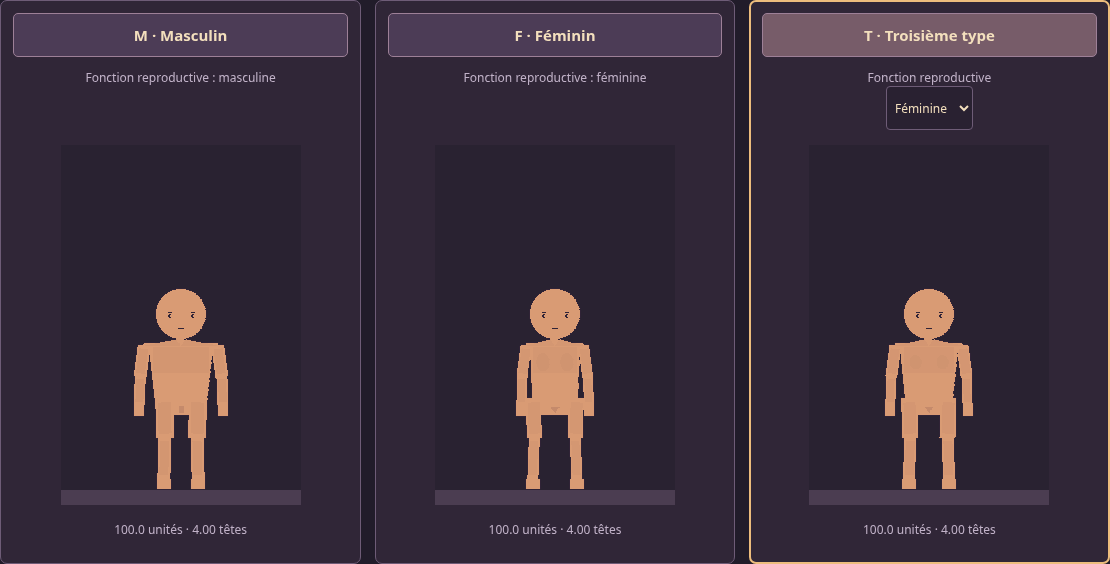 M · Masculin
Fonction reproductive : masculine
100.0 unités · 4.00 têtes
F · Féminin
Fonction reproductive : féminine
100.0 unités · 4.00 têtes
T · Troisième type
Fonction reproductive
Féminine
100.0 unités · 4.00 têtes